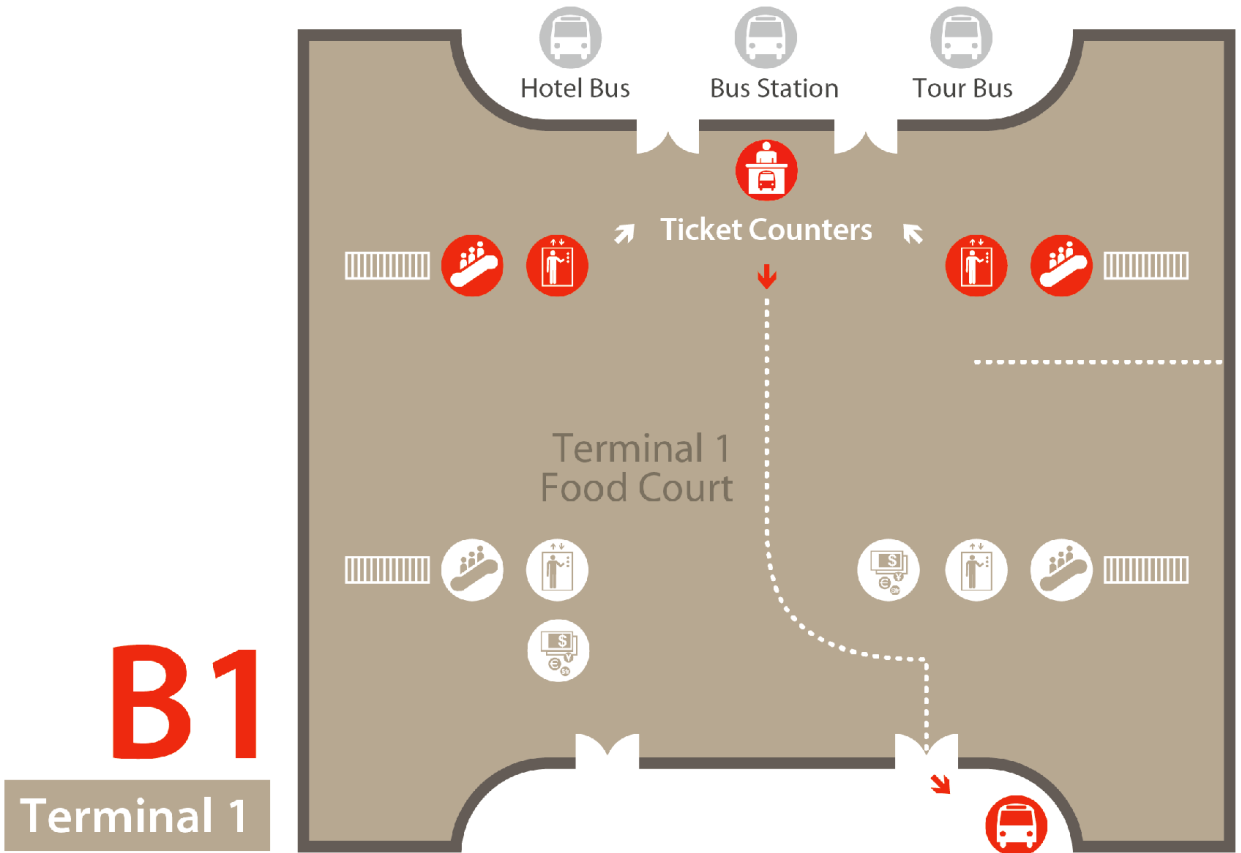 Hotel Bus
Bus Station
Tour Bus
Ticket Counters
Terminal 1
Food Court
B1
Terminal 1